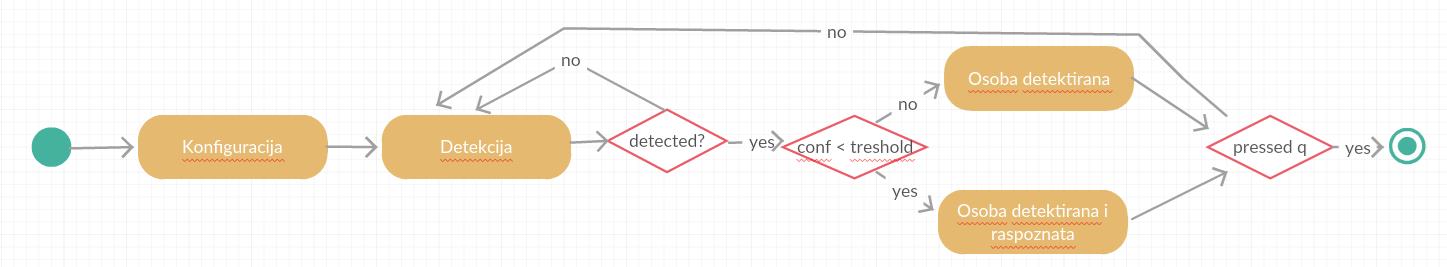 no
no
Osoba detektirana
no
Konfiguracija
Detekcija
detected?
yes
conf < treshold
pressed q
yes
yes
Osoba detektirana i
raspoznata